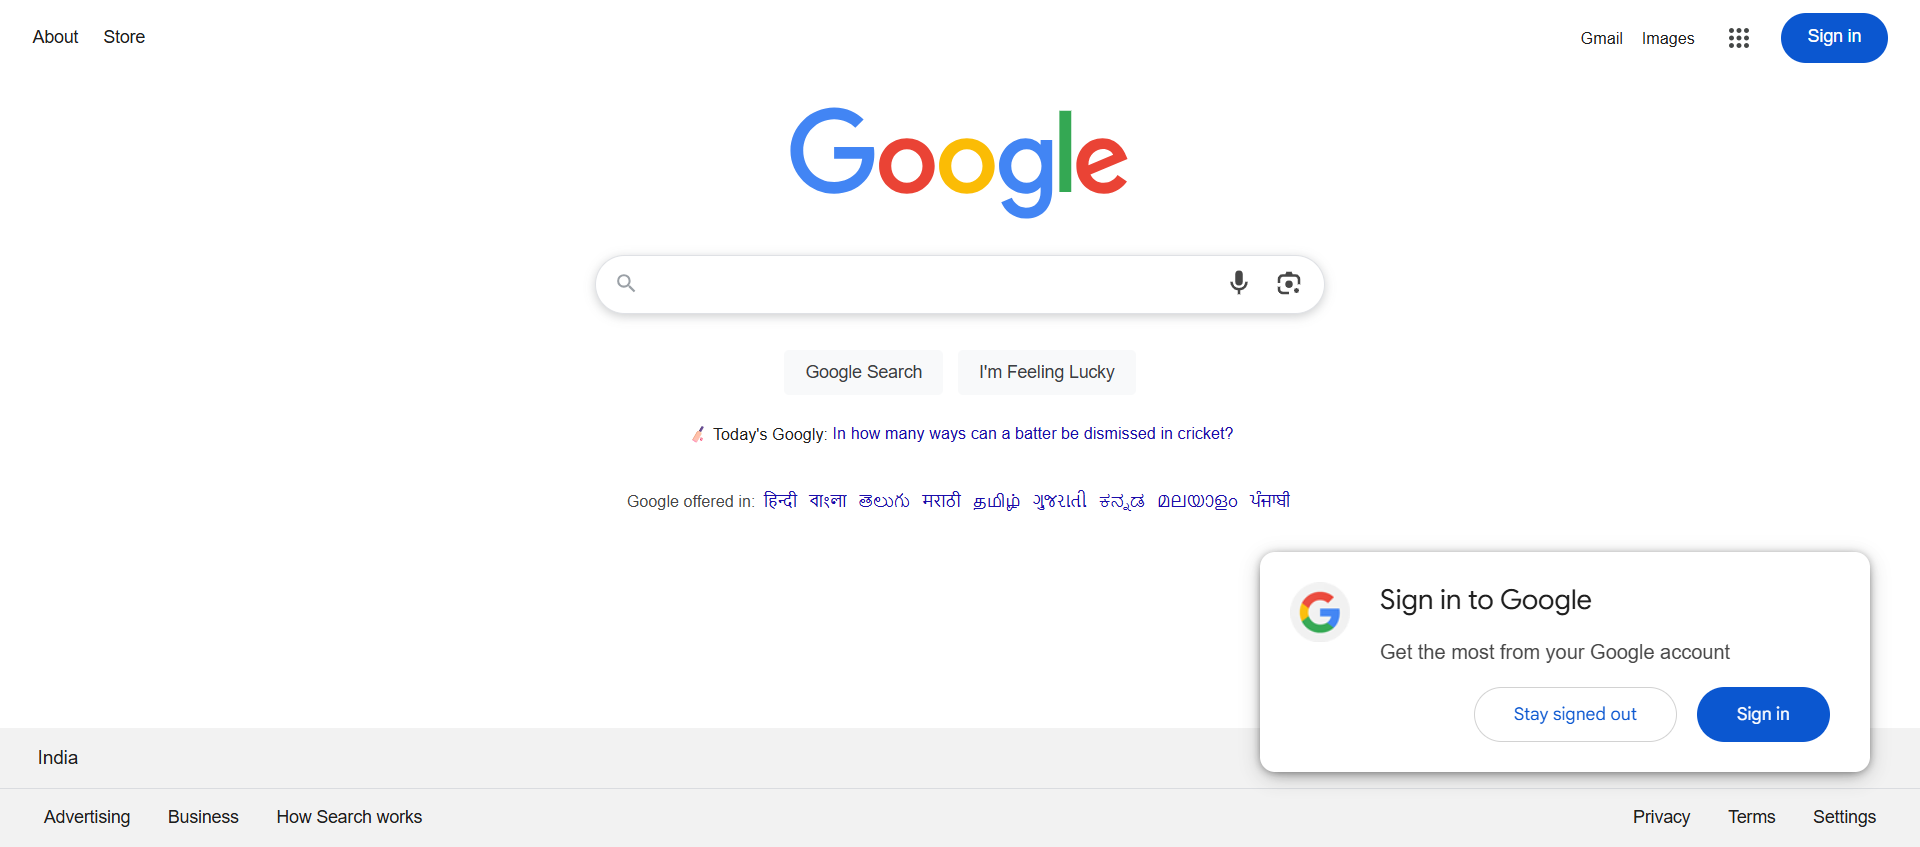 About Store
Gmail Images Sign in
Google
Google Search I'm Feeling Lucky
Today's Googly: In how many ways can a batter be dismissed in cricket?
Google offered in: हिन्दी বাংলা తెలుగు मराठी தமிழ் ગુજરાતી ಕನ್ನಡ മലയാളം ਪੰਜਾਬੀ
Sign in to Google
Get the most from your Google account
Stay signed out Sign in
India
Advertising Business How Search works
Privacy Terms Settings